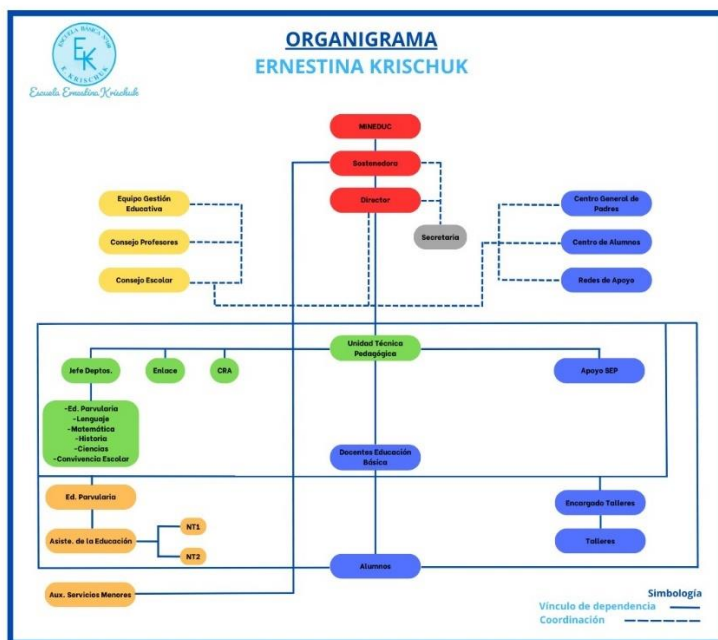 ESCUELA BÁSICA
E. KRISCHUK
EK
Escuela Ernestina Krischuk
ORGANIGRAMA
ERNESTINA KRISCHUK
MINEDUC
Sostenedora
Director
Secretaria
Equipo Gestión
Educativa
Consejo Profesores
Consejo Escolar
Centro General de
Padres
Centro de Alumnos
Redes de Apoyo
Unidad Técnica
Pedagógica
Jefe Deptos.
Enlace
CRA
Apoyo SEP
-Ed. Parvularia
-Lenguaje
-Matemática
-Historia
-Ciencias
-Convivencia Escolar
Docentes Educación
Básica
Ed. Parvularia
Asiste. de la Educación
NT1
NT2
Encargado Talleres
Talleres
Alumnos
Aux. Servicios Menores
Simbología
Vínculo de dependencia
Coordinación